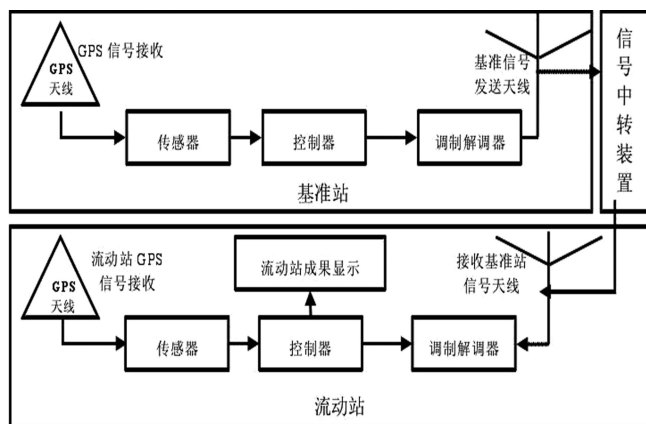 GPS 信号接收
GPS
天线
基准信号
发送天线
传感器
控制器
调制解调器
基准站
信号中转装置
流动站 GPS
信号接收
GPS
天线
流动站成果显示
接收基准站
信号天线
传感器
控制器
调制解调器
流动站